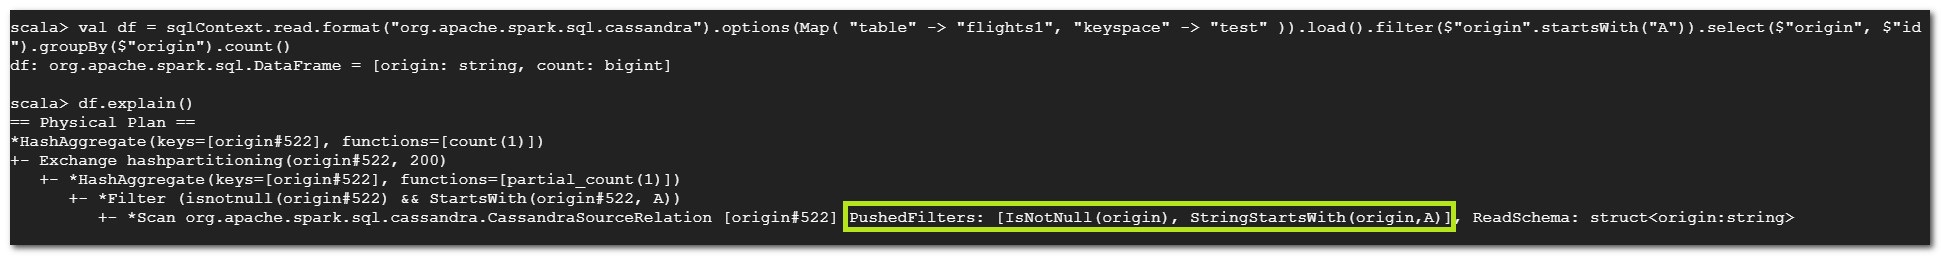 scala> val df = sqlContext.read.format("org.apache.spark.sql.cassandra").options(Map( "table" -> "flights1", "keyspace" -> "test" )).load().filter($"origin".startsWith("A")).select($"origin", $"id
").groupBy($"origin").count()
df: org.apache.spark.sql.DataFrame = [origin: string, count: bigint]
scala> df.explain()
== Physical Plan ==
*HashAggregate(keys=[origin#522], functions=[count(1)])
+- Exchange hashpartitioning(origin#522, 200)
   +- *HashAggregate(keys=[origin#522], functions=[partial_count(1)])
      +- *Filter (isnotnull(origin#522) && StartsWith(origin#522, A))
         +- *Scan org.apache.spark.sql.cassandra.CassandraSourceRelation [origin#522] PushedFilters: [IsNotNull(origin), StringStartsWith(origin,A)], ReadSchema: struct<origin:string>